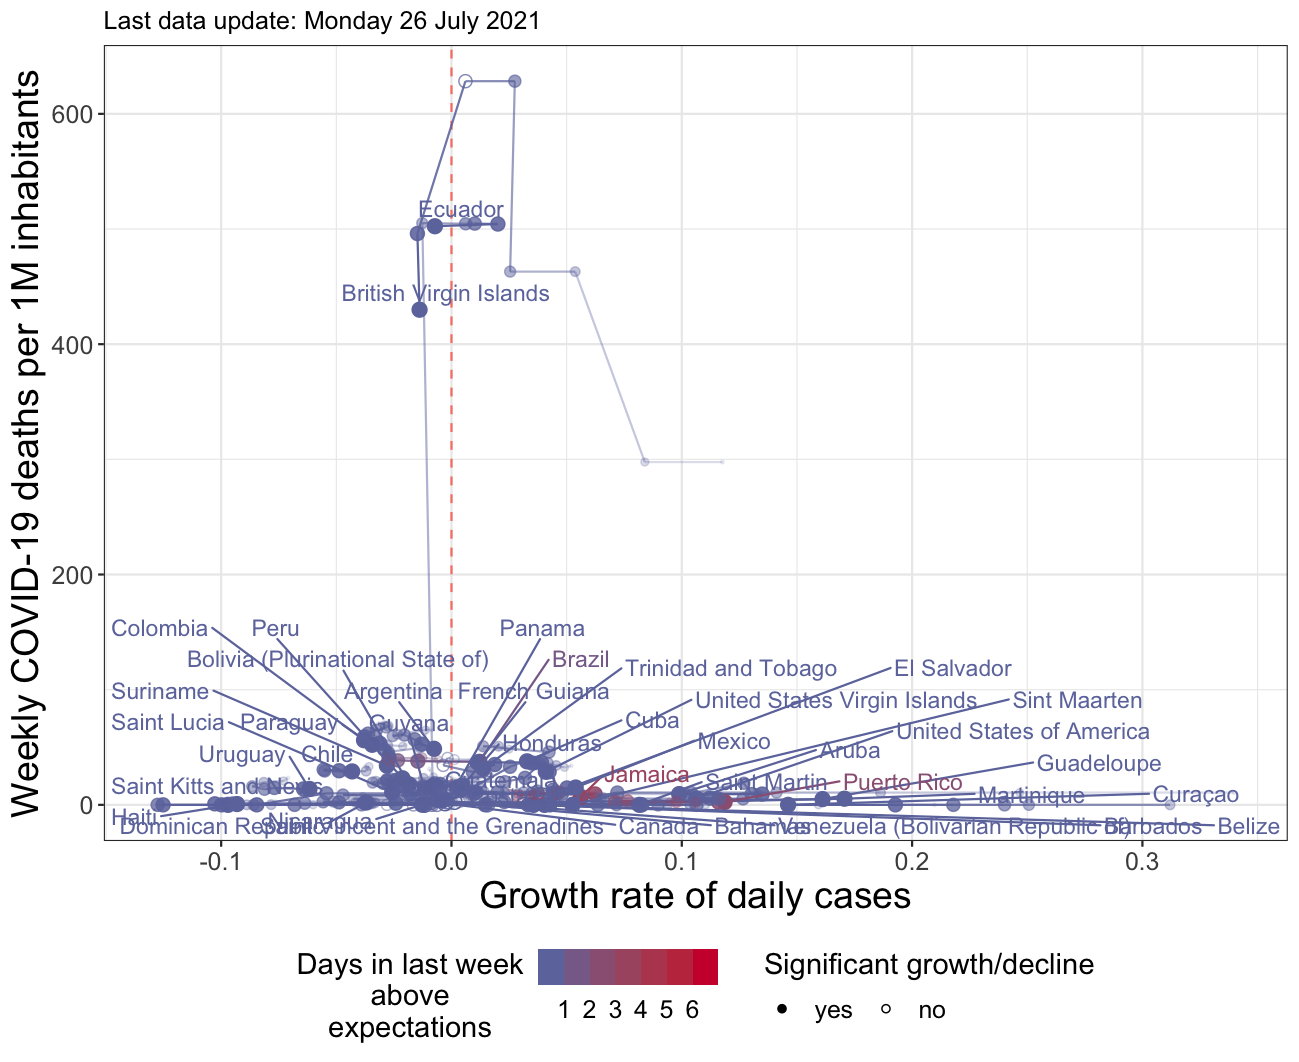 Last data update: Monday 26 July 2021
Weekly COVID-19 deaths per 1M inhabitants
600
400
200
0
Ecuador
British Virgin Islands
Colombia
Peru
Panama
Bolivia (Plurinational State of)
Brazil
Trinidad and Tobago
El Salvador
Suriname
Argentina
French Guiana
United States Virgin Islands
Sint Maarten
Saint Lucia
Paraguay
Guyana
Cuba
United States of America
Uruguay
Chile
Honduras
Mexico
Aruba
Guadeloupe
Saint Kitts and Nevis
Guatemala
Jamaica
Saint Martin
Puerto Rico
Martinique
Curaçao
Haiti
Dominican Republic
Nicaragua
Saint Vincent and the Grenadines
Canada
Bahamas
Venezuela (Bolivarian Republic of)
Barbados
Belize
-0.1
0.0
0.1
0.2
0.3
Growth rate of daily cases
Days in last week
above
expectations
1 2 3 4 5 6
Significant growth/decline
yes
no